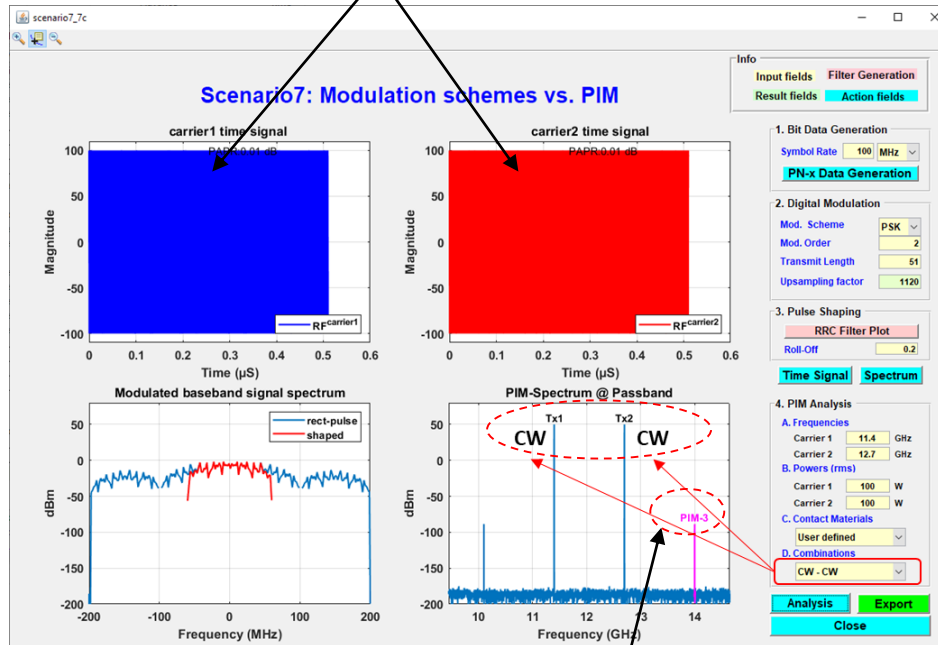 scenario7_7c
Info
Input fields Filter Generation
Result fields Action fields
Scenario7: Modulation schemes vs. PIM
carrier1 time signal
PAPR:0.01 dB
Magnitude
100
50
0
-50
-100
RF^carrier1
0 0.1 0.2 0.3 0.4 0.5 0.6
Time (µS)
carrier2 time signal
PAPR:0.01 dB
Magnitude
100
50
0
-50
-100
RF^carrier2
0 0.1 0.2 0.3 0.4 0.5 0.6
Time (µS)
Modulated baseband signal spectrum
dBm
50
0
-50
-100
-150
-200
rect-pulse
shaped
-200 -100 0 100 200
Frequency (MHz)
PIM-Spectrum @ Passband
dBm
50
0
-50
-100
-150
-200
Tx1 Tx2
CW CW
PIM-3
10 11 12 13 14
Frequency (GHz)
1. Bit Data Generation
Symbol Rate 100 MHz
PN-x Data Generation
2. Digital Modulation
Mod. Scheme PSK
Mod. Order 2
Transmit Length 51
Upsampling factor 1120
3. Pulse Shaping
RRC Filter Plot
Roll-Off 0.2
Time Signal Spectrum
4. PIM Analysis
A. Frequencies
Carrier 1 11.4 GHz
Carrier 2 12.7 GHz
B. Powers (rms)
Carrier 1 100 W
Carrier 2 100 W
C. Contact Materials
User defined
D. Combinations
CW - CW
Analysis Export
Close